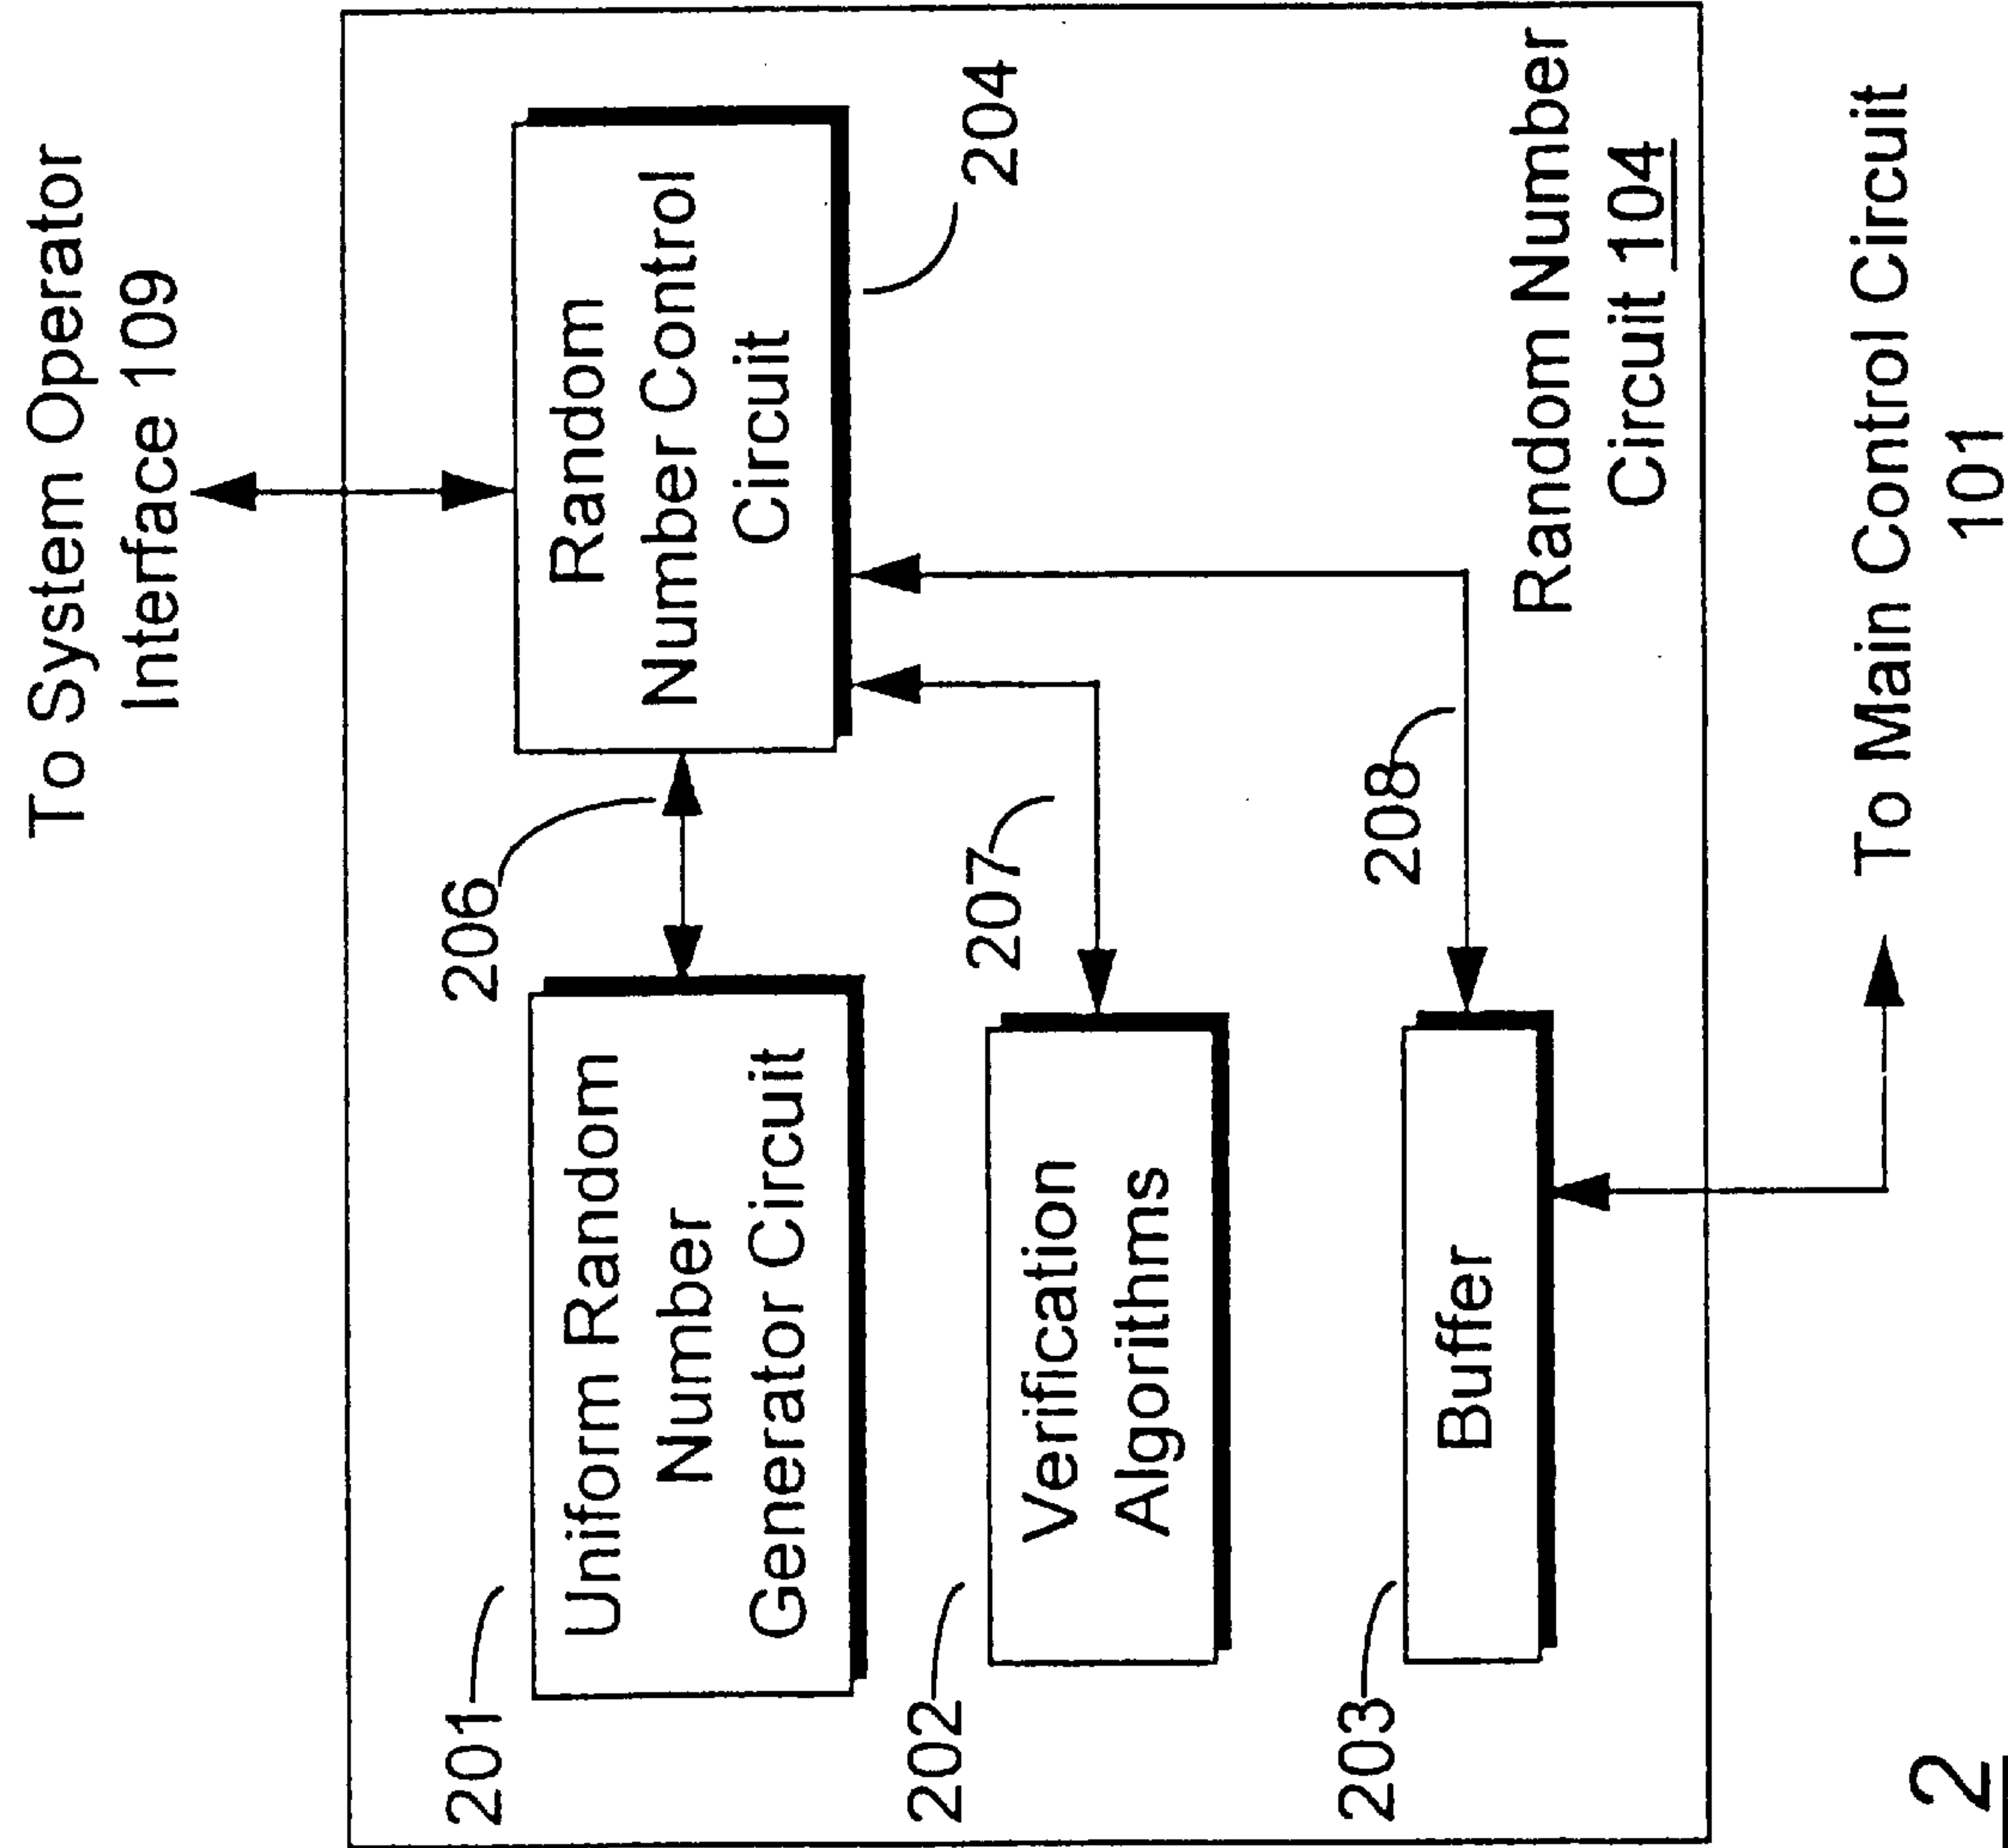 To System Operator
Interface 109
201
Uniform Random
Number
Generator Circuit
206
Random
Number Control
Circuit
204
202
Verification
Algorithms
207
203
Buffer
208
Random Number
Circuit 104
To Main Control Circuit
101
2